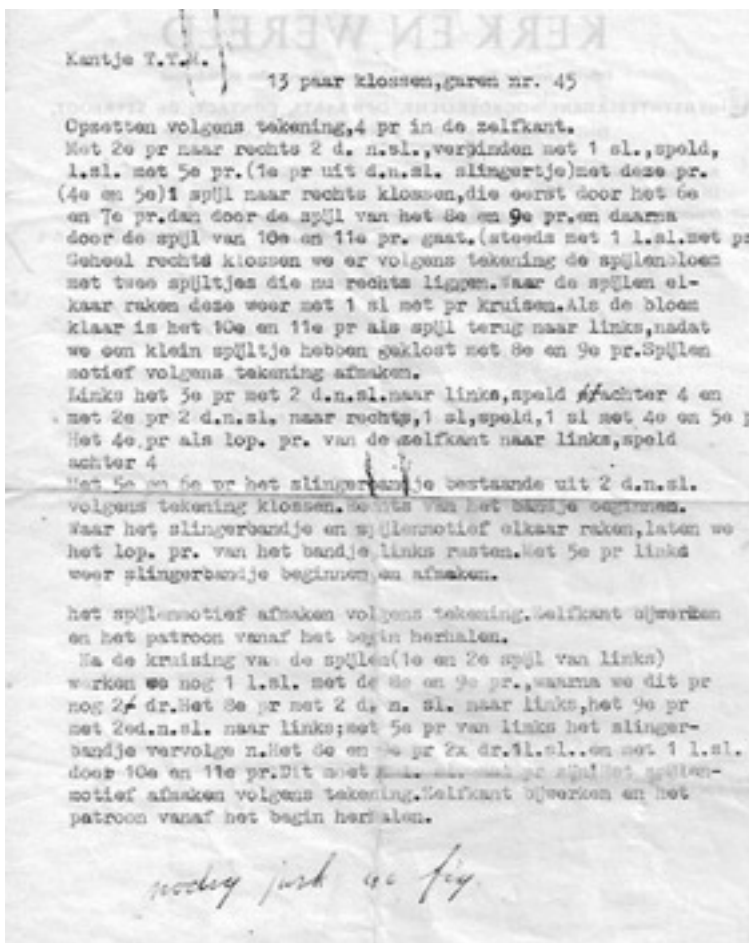 KERK EN WERELD
Kantje T.T.M.
13 paar klossen,garen nr. 45
Opzetten volgens tekening,4 pr in de zelfkant.
Met 2e pr naar rechts 2 d. n.sl.,verbinden met 1 sl.,speld,
l. met 5e pr.(1e pr uit d.n.sl. slingertje)met deze pr.
(4e en 5e)1 spijl naar rechts klossen,die eerst door het 6e
en 7e pr.dan door de spijl van het 8e en 9e pr.en daarna
door de spijl van 10e en 11e pr. gaat.(steeds met 1 l.sl.met pr
Geheel rechts klossen we er volgens tekening de spijlenbloem
met twee spijltjes die nu rechts liggen.Waar de spijlen el-
kaar raken deze weer met 1 sl met pr kruisen.Als de bloem
klaar is het 10e en 11e pr als spijl terug naar links,nadat
we een klein spijltje hebben geklost met 8e en 9e pr.Spijlen
motief volgens tekening afmaken.
Links het 3e pr met 2 d.n.sl.naar links,speld achter 4 en
met 2e pr 2 d.n.sl. naar rechts,1 sl,speld,1 sl met 4e en 5e p
Het 4e pr als lop. pr. van de zelfkant naar links,speld
achter 4
Het 5e en 6e pr het slingerbandje bestaande uit 2 d.n.sl.
volgens tekening klossen.Rechts van het bandje beginnen.
Waar het slingerbandje en spijlenmotief elkaar raken,laten we
het lop. pr. van het bandje links rusten.Met 5e pr links
weer slingerbandje beginnen en afmaken.
het spijlenmotief afmaken volgens tekening.Zelfkant bijwerken
en het patroon vanaf het begin herhalen.
Na de kruising van de spijlen(1e en 2e spijl van links)
werken we nog 1 l.sl. met de 8e en 9e pr.,waarna we dit pr
nog 2 dr.Het 8e pr met 2 d. n. sl. naar links,het 9e pr
met 2ed.n.sl. naar links;met 5e pr van links het slinger-
bandje vervolge n.Het 8e en pr 2x dr.1l.sl..en met 1 l.sl.
door 10e en 11e pr.Dit moet pr zijn!Het spijlen-
motief afmaken volgens tekening.Zelfkant bijwerken en het
patroon vanaf het begin herhalen.
nodig